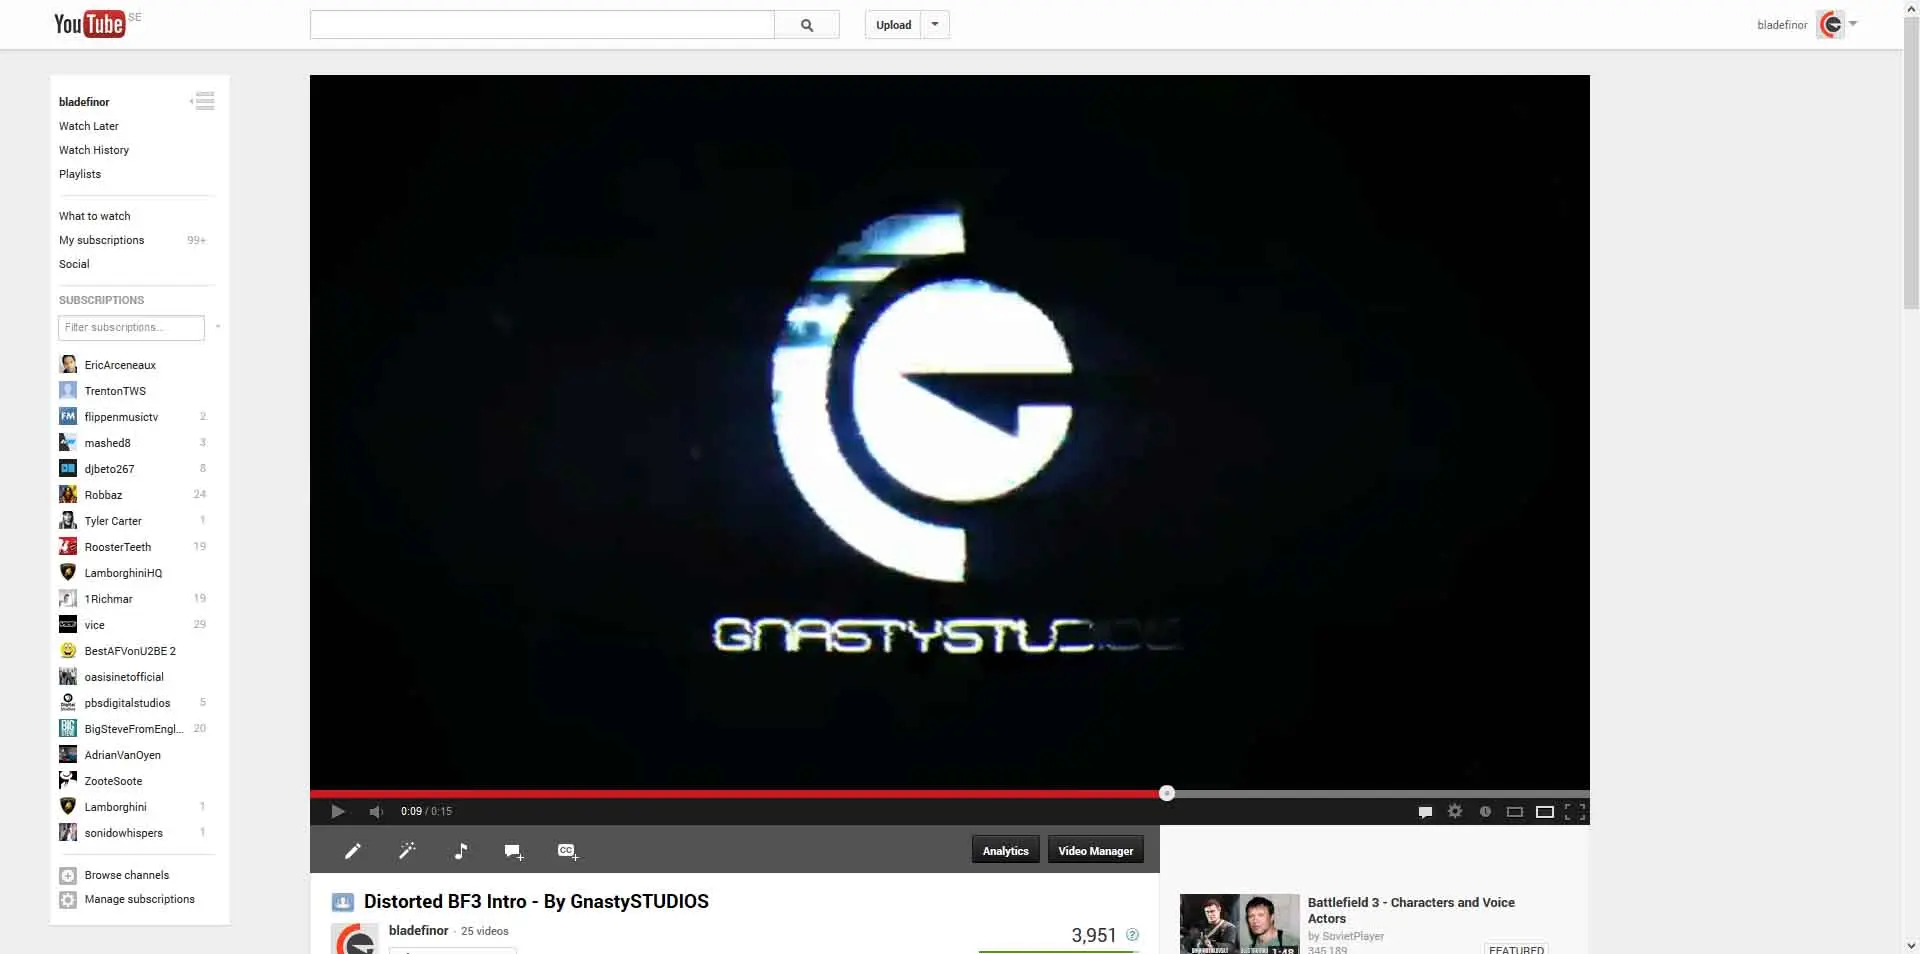 YouTube SE
Upload
bladefinor
bladefinor
Watch Later
Watch History
Playlists
What to watch
My subscriptions 99+
Social
SUBSCRIPTIONS
Filter subscriptions...
EricArceneaux
TrentonTWS
FM flippenmusictv 2
mashed8 3
djbeto267 8
Robbaz 24
Tyler Carter 1
RoosterTeeth 19
LamborghiniHQ
1Richmar 19
vice 29
BestAFVonU2BE 2
oasisinetofficial
pbsdigitalstudios 5
BigSteveFromEngl... 20
AdrianVanOyen
ZooteSoote
Lamborghini 1
sonidowhispers 1
Browse channels
Manage subscriptions
GNASTYSTUDIOS
0:09 / 0:15
CC
Analytics
Video Manager
Distorted BF3 Intro - By GnastySTUDIOS
bladefinor · 25 videos
3,951
Battlefield 3 - Characters and Voice
Actors
by SovietPlayer
345,189
FEATURED
1:48